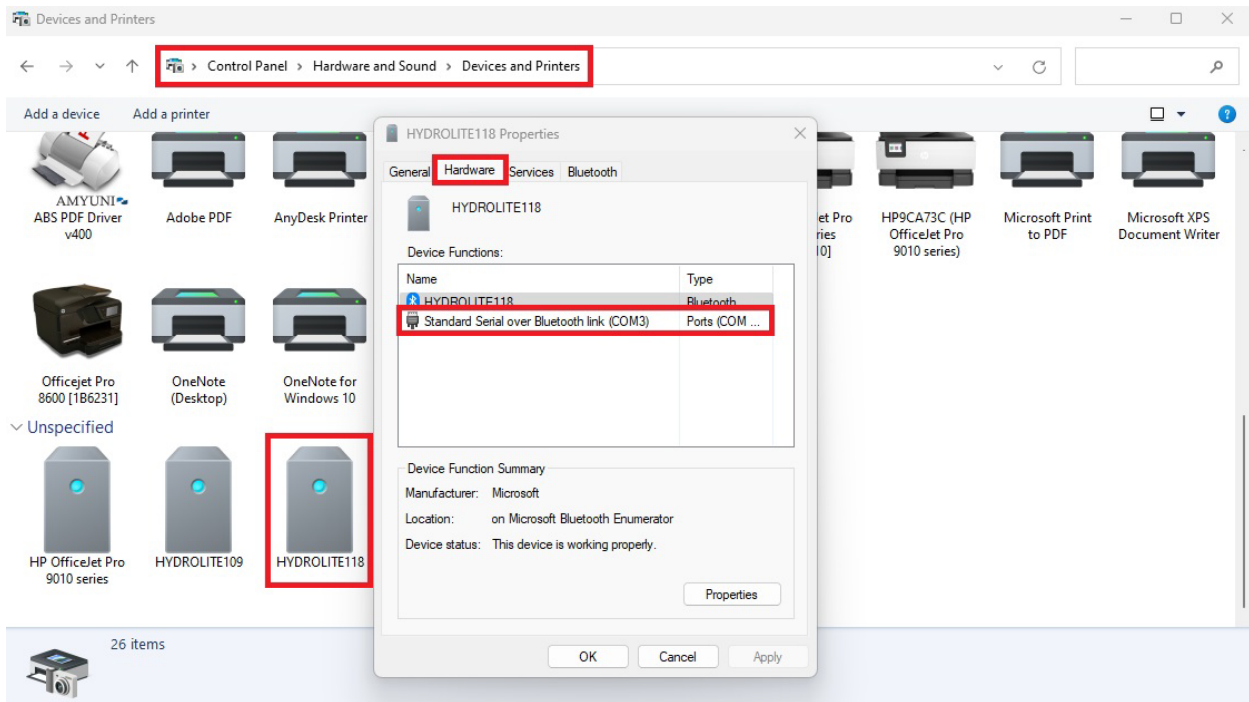 Devices and Printers
Control Panel > Hardware and Sound > Devices and Printers
Add a device Add a printer
?
HYDROLITE118 Properties
General Hardware Services Bluetooth
HYDROLITE118
Device Functions:
Name Type
HYDROLITE118 Bluetooth
Standard Serial over Bluetooth link (COM3) Ports (COM ...
Device Function Summary
Manufacturer: Microsoft
Location: on Microsoft Bluetooth Enumerator
Device status: This device is working properly.
Properties
OK Cancel Apply
AMYUNI
ABS PDF Driver
v400
Adobe PDF
AnyDesk Printer
et Pro
ries
10]
HP9CA73C (HP
OfficeJet Pro
9010 series)
Microsoft Print
to PDF
Microsoft XPS
Document Writer
Officejet Pro
8600 [1B6231]
OneNote
(Desktop)
OneNote for
Windows 10
Unspecified
HP OfficeJet Pro
9010 series
HYDROLITE109
HYDROLITE118
26 items